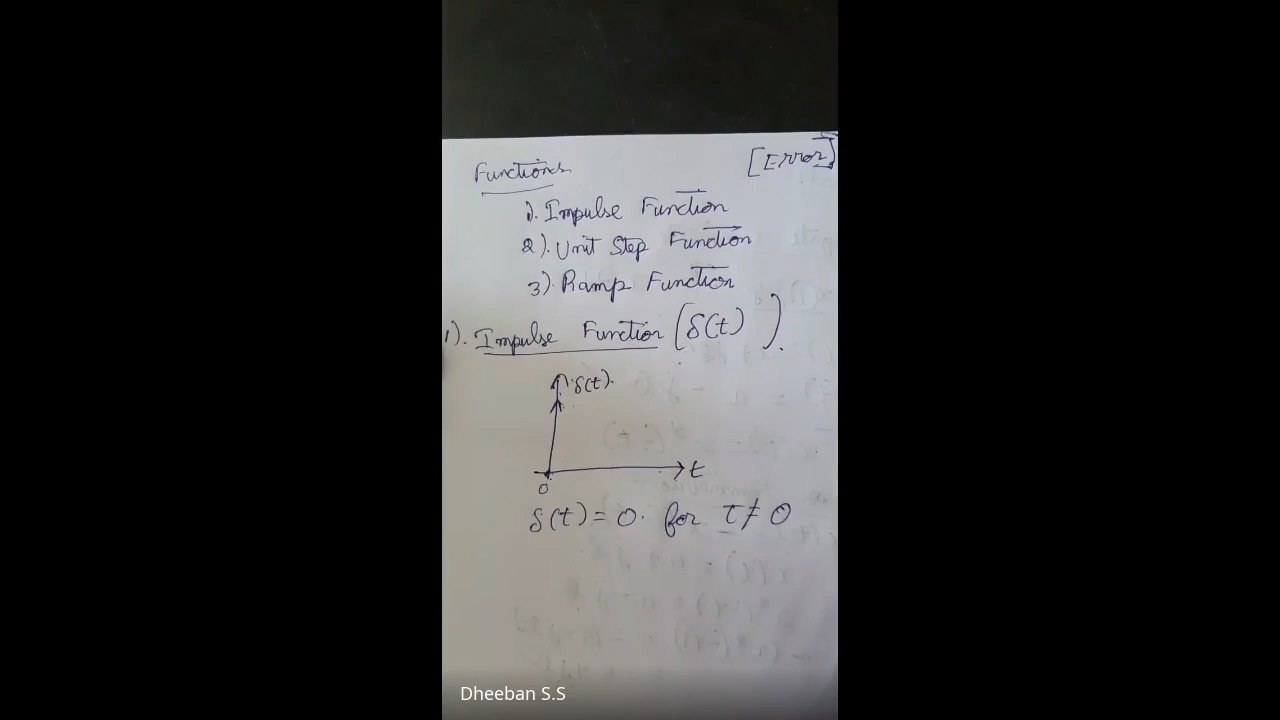 Functions
[Error]
1). Impulse Function
2). Unit Step Function
3). Ramp Function
1). Impulse Function (δ(t)).
δ(t).
t
0
δ(t) = 0. for t ≠ 0
Dheeban S.S